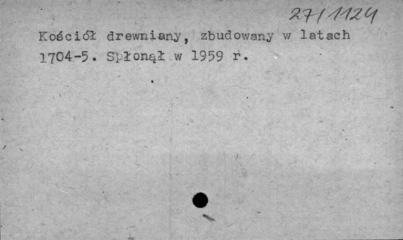 27/1124
Kościół drewniany, zbudowany w latach
1704-5. Spłonął w 1959 r.